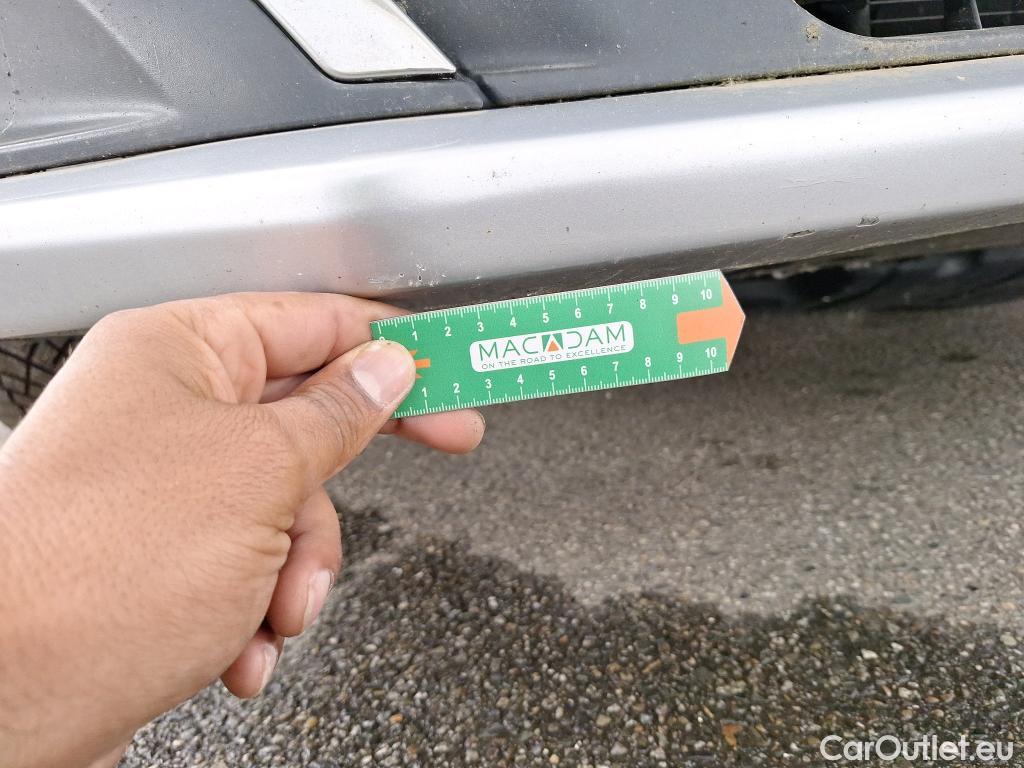 1 2 3 4 5 6 7 8 9 10
MACADAM
ON THE ROAD TO EXCELLENCE
1 2 3 4 5 6 7 8 9 10
CarOutlet.eu